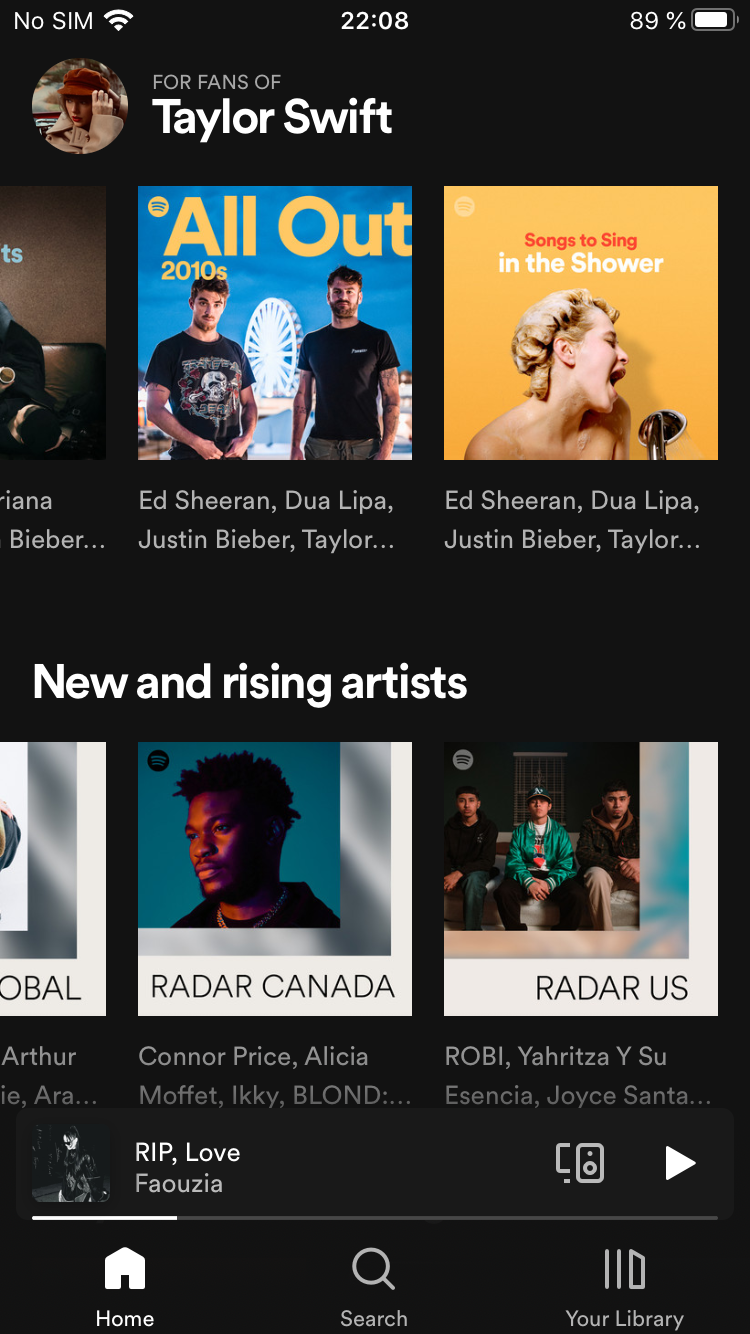 No SIM 22:08 89 %
FOR FANS OF
Taylor Swift
ts
All Out
2010s
Songs to Sing
in the Shower
riana
Bieber...
Ed Sheeran, Dua Lipa,
Justin Bieber, Taylor...
Ed Sheeran, Dua Lipa,
Justin Bieber, Taylor...
New and rising artists
OBAL
RADAR CANADA
RADAR US
Arthur
ie, Ara...
Connor Price, Alicia
Moffet, Ikky, BLOND:...
ROBI, Yahritza Y Su
Esencia, Joyce Santa...
RIP, Love
Faouzia
Home
Search
Your Library